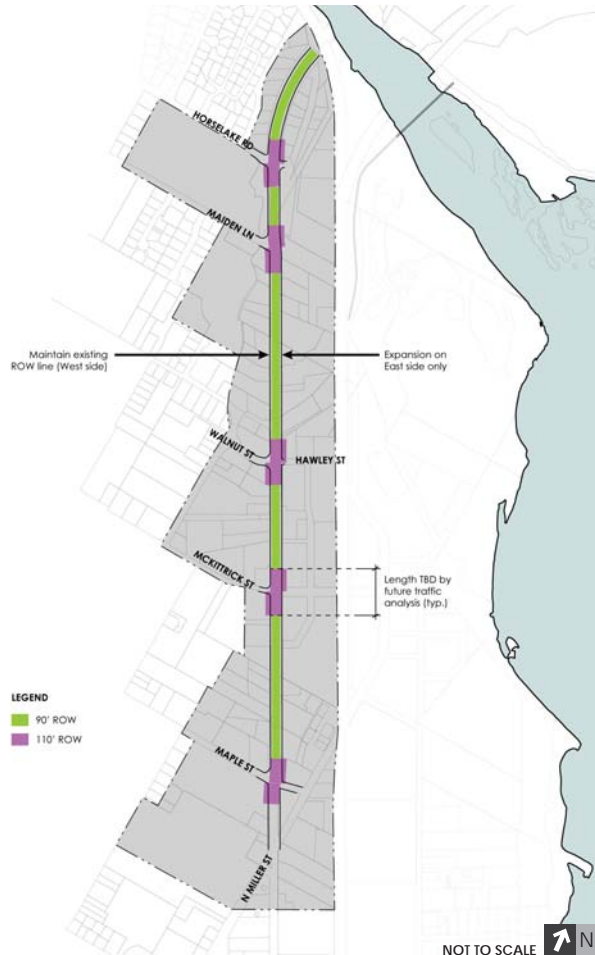 HORSELAKE RD
MAIDEN LN
Maintain existing
ROW line (West side)
Expansion on
East side only
WALNUT ST
HAWLEY ST
MCKITTRICK ST
Length TBD by
future traffic
analysis (typ.)
LEGEND
90' ROW
110' ROW
MAPLE ST
N MILLER ST
NOT TO SCALE
N